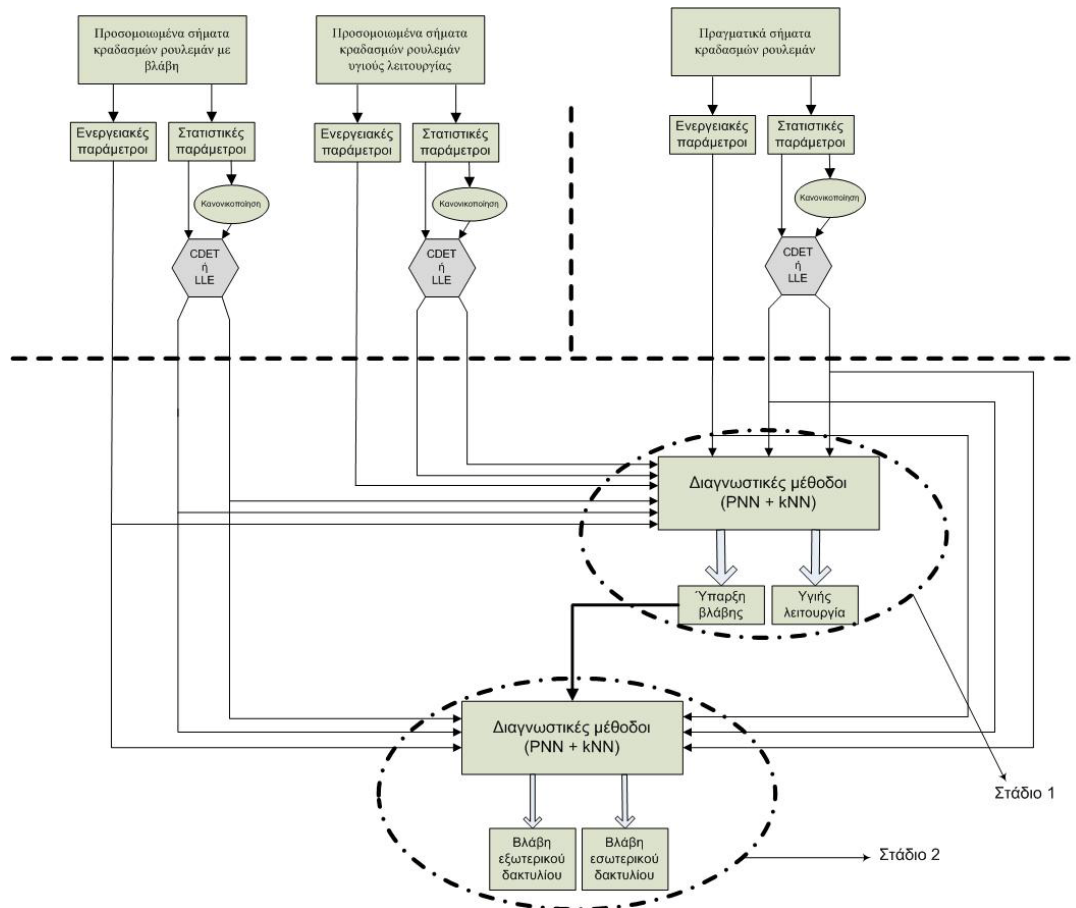 Προσομοιωμένα σήματα
κραδασμών ρουλεμάν με
βλάβη
Προσομοιωμένα σήματα
κραδασμών ρουλεμάν
υγιούς λειτουργίας
Πραγματικά σήματα
κραδασμών ρουλεμάν
Ενεργειακές
παράμετροι
Στατιστικές
παράμετροι
Ενεργειακές
παράμετροι
Στατιστικές
παράμετροι
Ενεργειακές
παράμετροι
Στατιστικές
παράμετροι
Κανονικοποίηση
Κανονικοποίηση
Κανονικοποίηση
CDET
ή
LLE
CDET
ή
LLE
CDET
ή
LLE
Διαγνωστικές μέθοδοι
(PNN + kNN)
Ύπαρξη
βλάβης
Υγιής
λειτουργία
Διαγνωστικές μέθοδοι
(PNN + kNN)
Στάδιο 1
Βλάβη
εξωτερικού
δακτυλίου
Βλάβη
εσωτερικού
δακτυλίου
Στάδιο 2